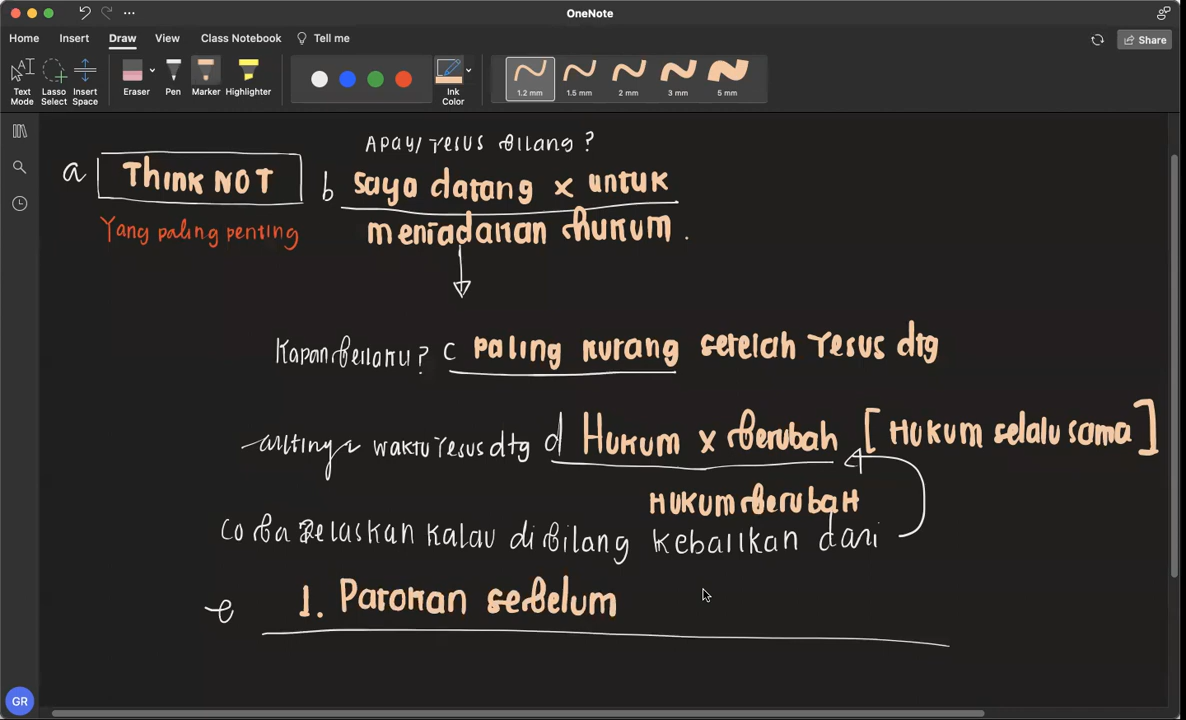 OneNote
Home Insert Draw View Class Notebook Tell me
Share
Text Mode
Lasso Select
Insert Space
Eraser
Pen
Marker
Highlighter
Ink Color
1.2 mm 1.5 mm 2 mm 3 mm 5 mm
Apay/ Yesus bilang?
a Think NOT b saya datang x untuk
Yang paling penting meniadakan hukum.
Kapan berlaku? c paling kurang setelah Yesus dtg
artinya waktu Yesus dtg d Hukum x berubah [Hukum selalu sama]
Hukum berubah
Coba jelaskan kalau dibilang kebalikan dari
e 1. Patokan sebelum
GR